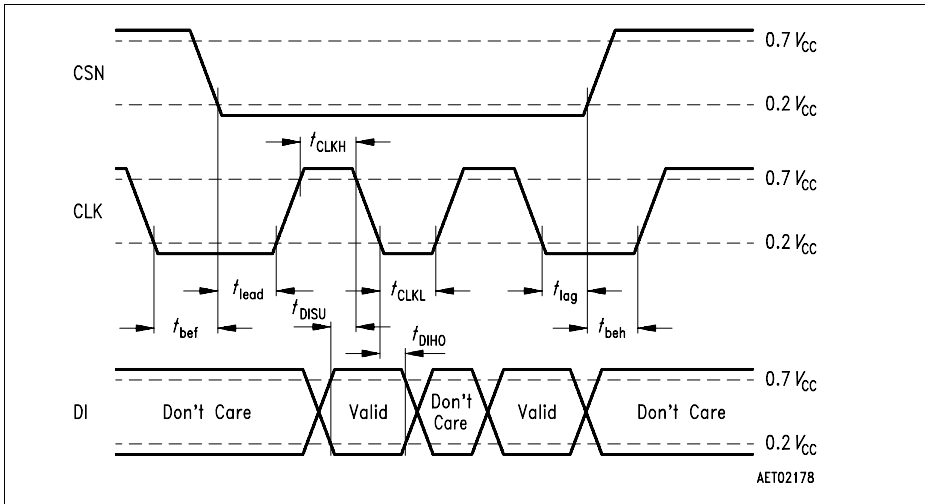 0.7 VCC
CSN
0.2 VCC
tCLKH
0.7 VCC
CLK
0.2 VCC
tlead
tCLKL
tlag
tDISU
tbef
tbeh
tDIHO
0.7 VCC
DI
Don't Care
Valid
Don't
Care
Valid
Don't Care
0.2 VCC
AET02178